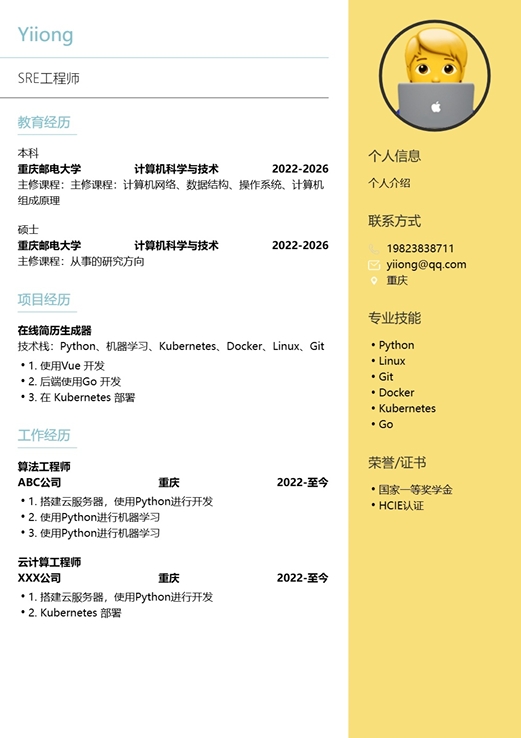 Yiiong
SRE工程师
教育经历
本科
重庆邮电大学 计算机科学与技术 2022-2026
主修课程：主修课程：计算机网络、数据结构、操作系统、计算机
组成原理
硕士
重庆邮电大学 计算机科学与技术 2022-2026
主修课程：从事的研究方向
项目经历
在线简历生成器
技术栈：Python、机器学习、Kubernetes、Docker、Linux、Git
• 1. 使用Vue 开发
• 2. 后端使用Go 开发
• 3. 在 Kubernetes 部署
工作经历
算法工程师
ABC公司 重庆 2022-至今
• 1. 搭建云服务器，使用Python进行开发
• 2. 使用Python进行机器学习
• 3. 使用Python进行机器学习
云计算工程师
XXX公司 重庆 2022-至今
• 1. 搭建云服务器，使用Python进行开发
• 2. Kubernetes 部署
个人信息
个人介绍
联系方式
19823838711
yiiong@qq.com
重庆
专业技能
• Python
• Linux
• Git
• Docker
• Kubernetes
• Go
荣誉/证书
• 国家一等奖学金
• HCIE认证